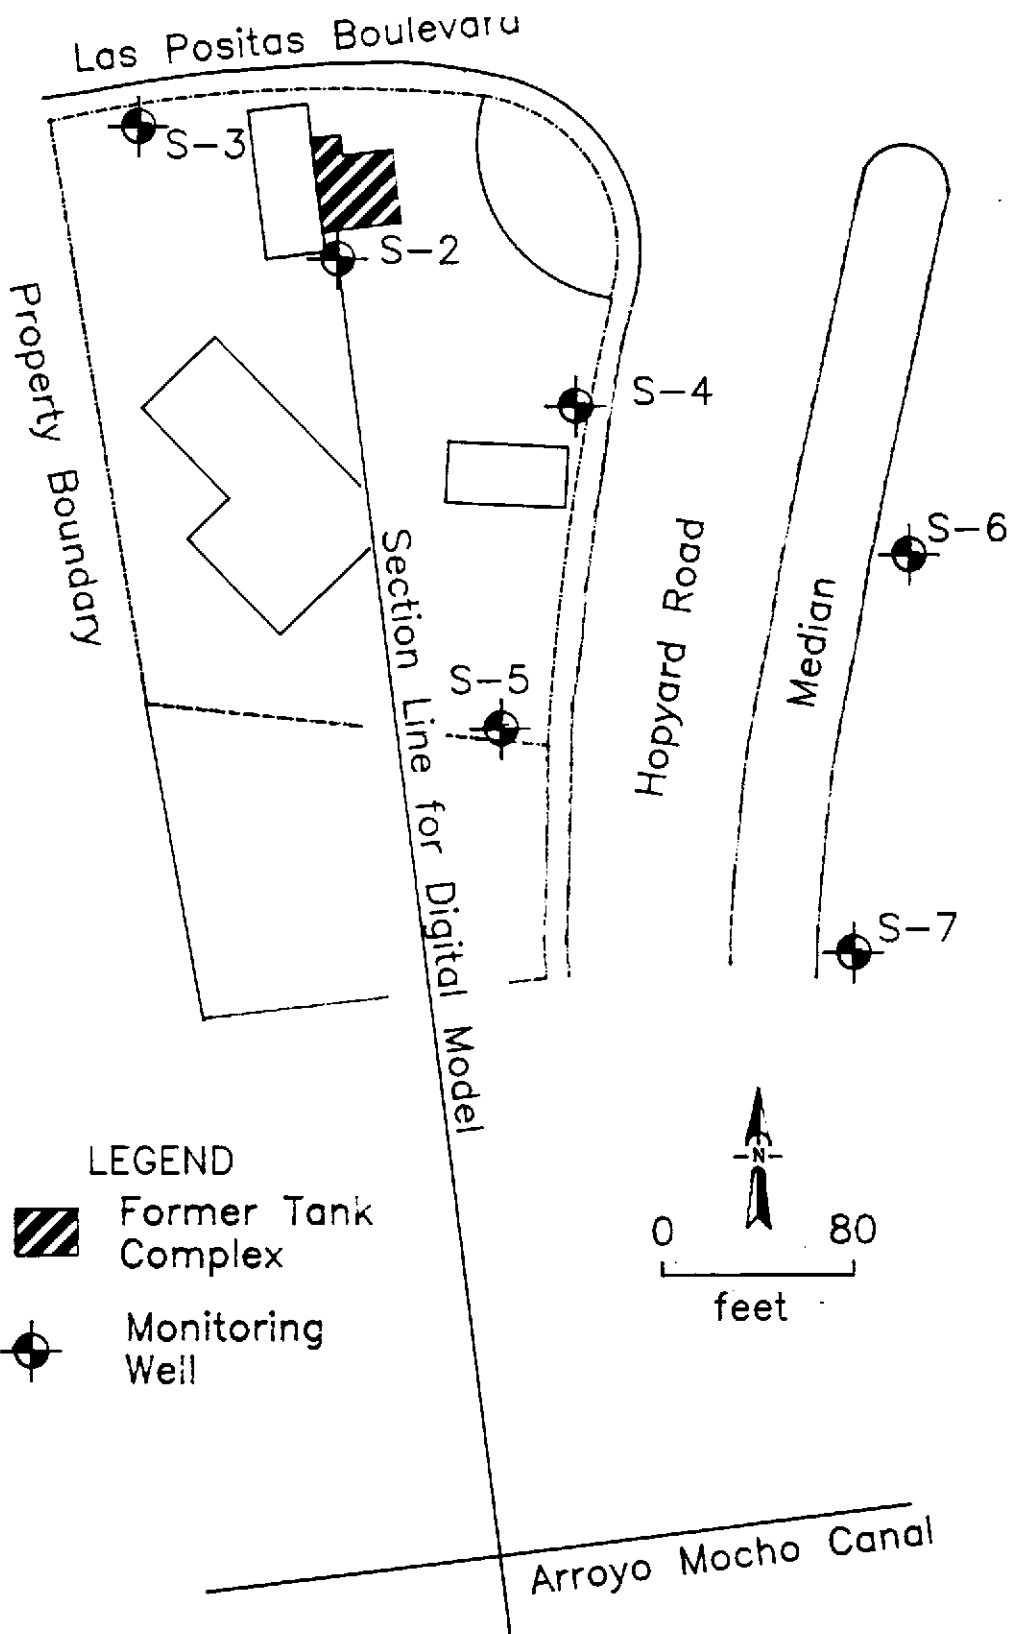 Las Positas Boulevard
S-3
S-2
Property Boundary
S-4
S-6
Section Line for Digital Model
Hopyard Road
Median
S-5
S-7
N
LEGEND
Former Tank
Complex
Monitoring
Well
0 80
feet
Arroyo Mocho Canal